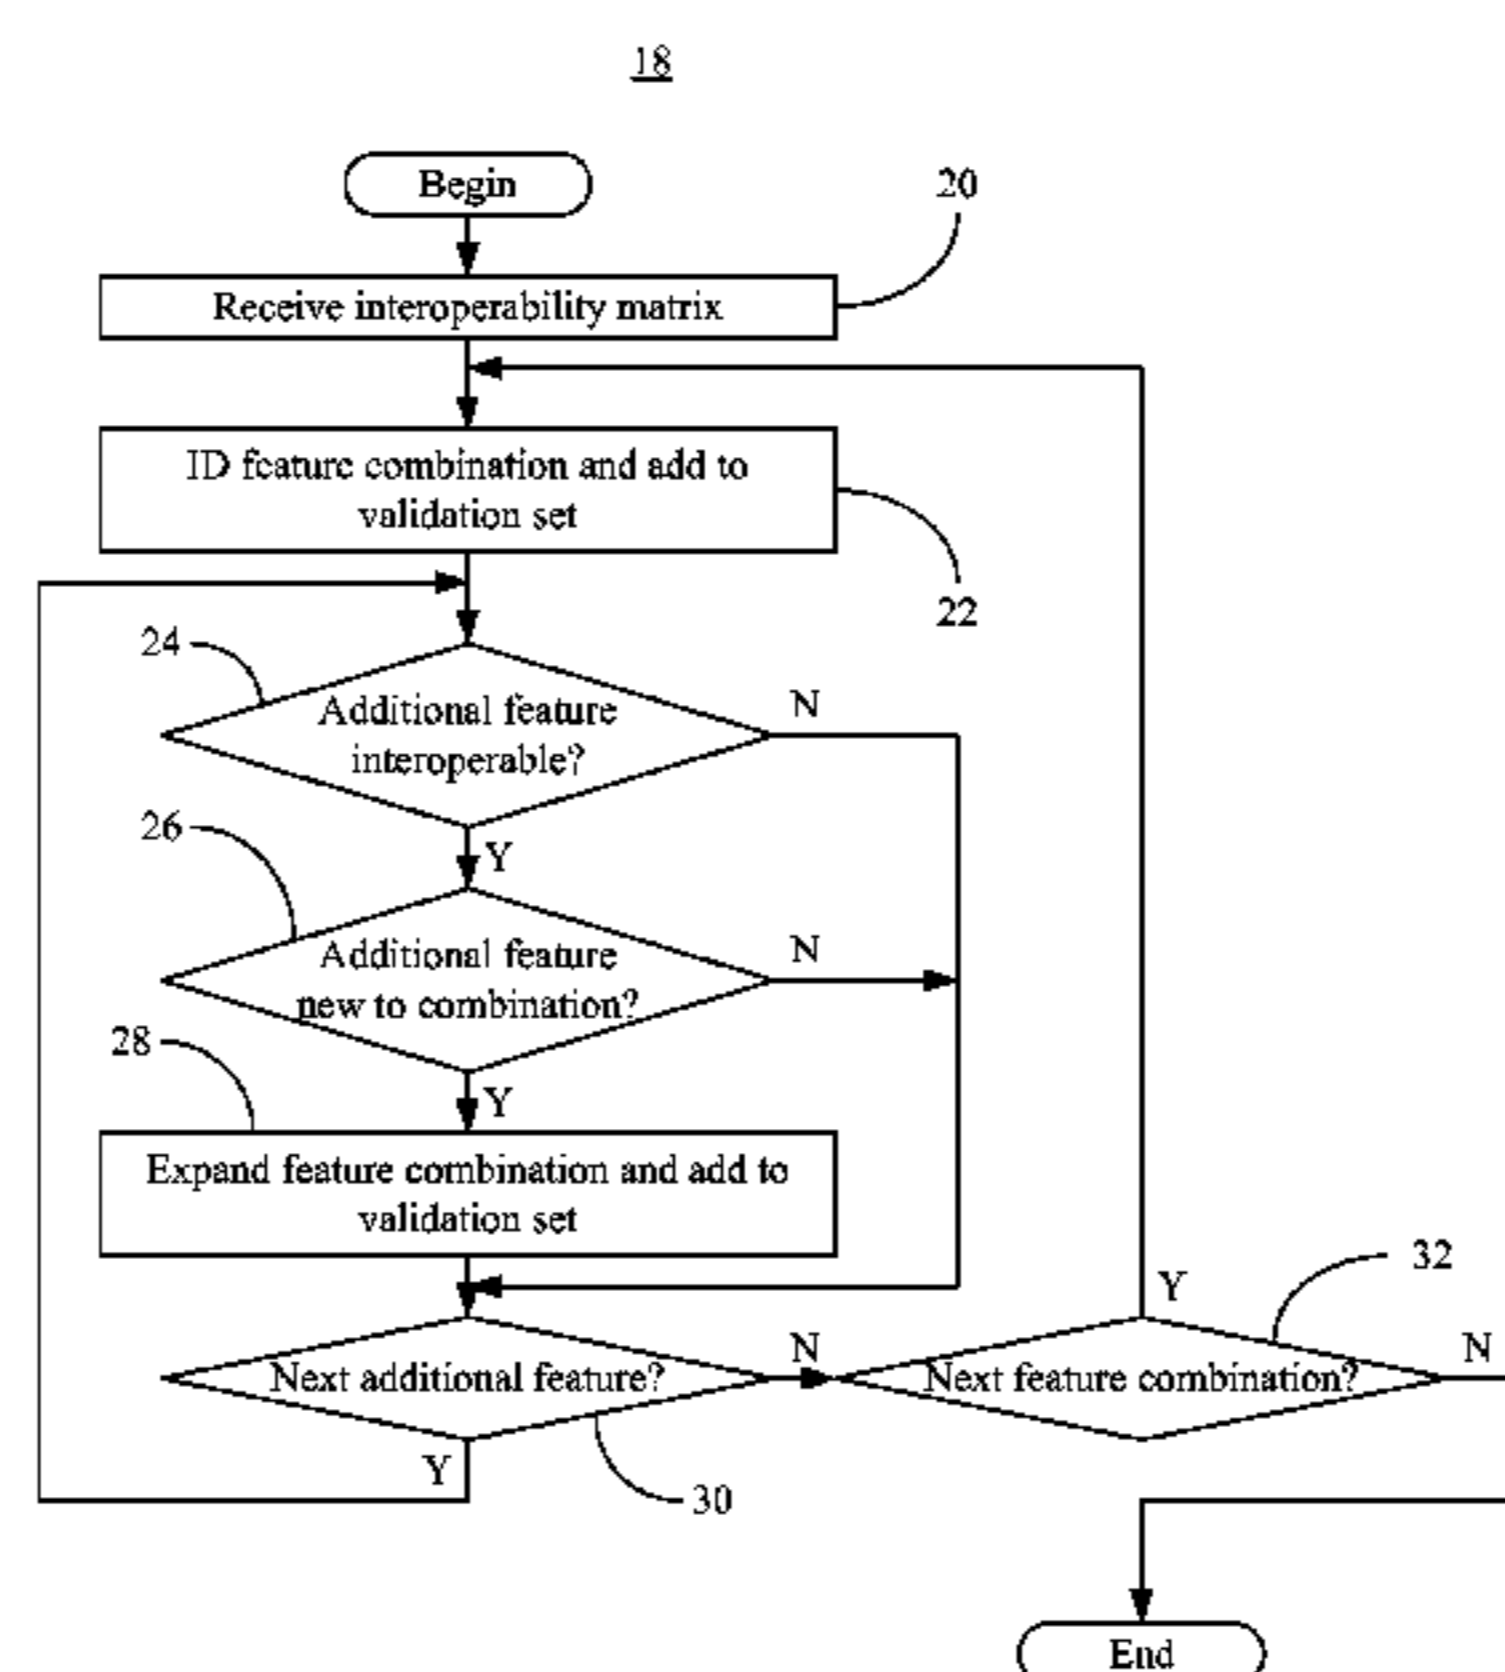 18
Begin
20
Receive interoperability matrix
ID feature combination and add to
validation set
22
24
Additional feature
interoperable?
N
26
Y
Additional feature
new to combination?
N
28
Y
Expand feature combination and add to
validation set
32
Y
Next additional feature?
N
Next feature combination?
N
Y
30
End